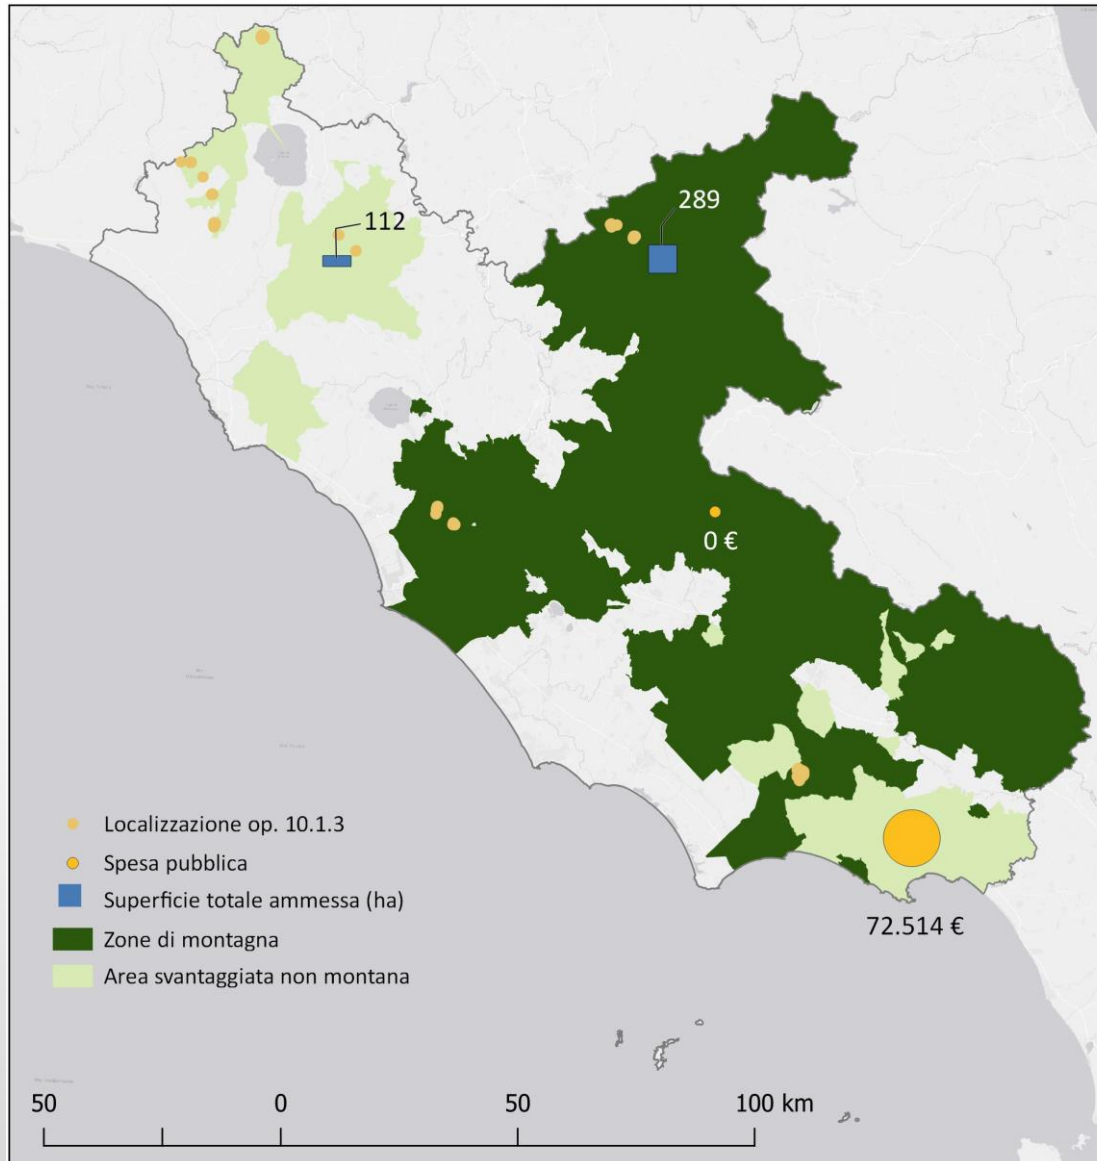 289
112
0 €
Localizzazione op. 10.1.3
Spesa pubblica
Superficie totale ammessa (ha)
Zone di montagna
Area svantaggiata non montana
72.514 €
50 0 50 100 km